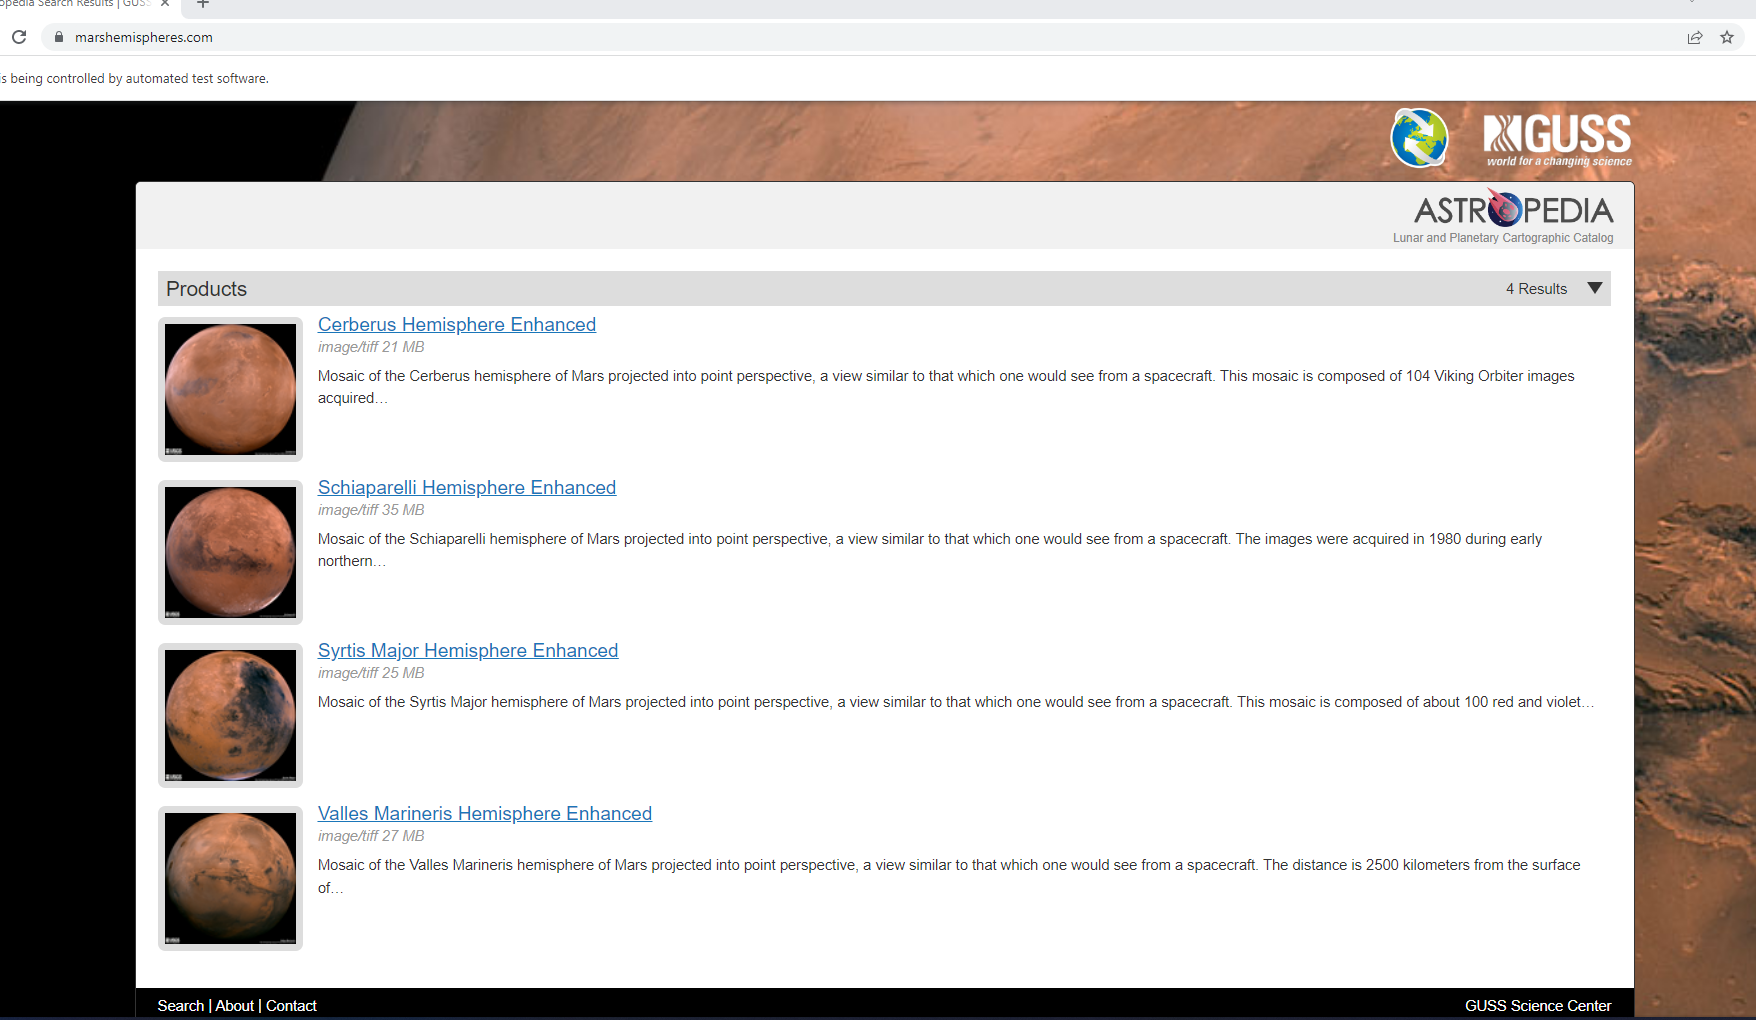 opedia Search Results | GUSS
marshemispheres.com
is being controlled by automated test software.
GUSS
world for a changing science
ASTROPEDIA
Lunar and Planetary Cartographic Catalog
Products
4 Results
Cerberus Hemisphere Enhanced
image/tiff 21 MB
Mosaic of the Cerberus hemisphere of Mars projected into point perspective, a view similar to that which one would see from a spacecraft. This mosaic is composed of 104 Viking Orbiter images
acquired…
Schiaparelli Hemisphere Enhanced
image/tiff 35 MB
Mosaic of the Schiaparelli hemisphere of Mars projected into point perspective, a view similar to that which one would see from a spacecraft. The images were acquired in 1980 during early
northern…
Syrtis Major Hemisphere Enhanced
image/tiff 25 MB
Mosaic of the Syrtis Major hemisphere of Mars projected into point perspective, a view similar to that which one would see from a spacecraft. This mosaic is composed of about 100 red and violet…
Valles Marineris Hemisphere Enhanced
image/tiff 27 MB
Mosaic of the Valles Marineris hemisphere of Mars projected into point perspective, a view similar to that which one would see from a spacecraft. The distance is 2500 kilometers from the surface
of…
Search | About | Contact
GUSS Science Center